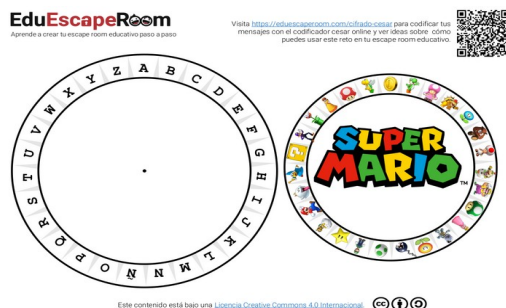 EduEscapeRoom
Aprende a crear tu escape room educativo paso a paso
Visita https://eduescaperoom.com/cifrado-cesar para codificar tus
mensajes con el codificador cesar online y ver ideas sobre cómo
puedes usar este reto en tu escape room educativo.
A B C D E F G H I J K L M N Ñ O P Q R S T U V W X Y Z
SUPER
MARIO
TM
Este contenido está bajo una Licencia Creative Commons 4.0 Internacional.
cc